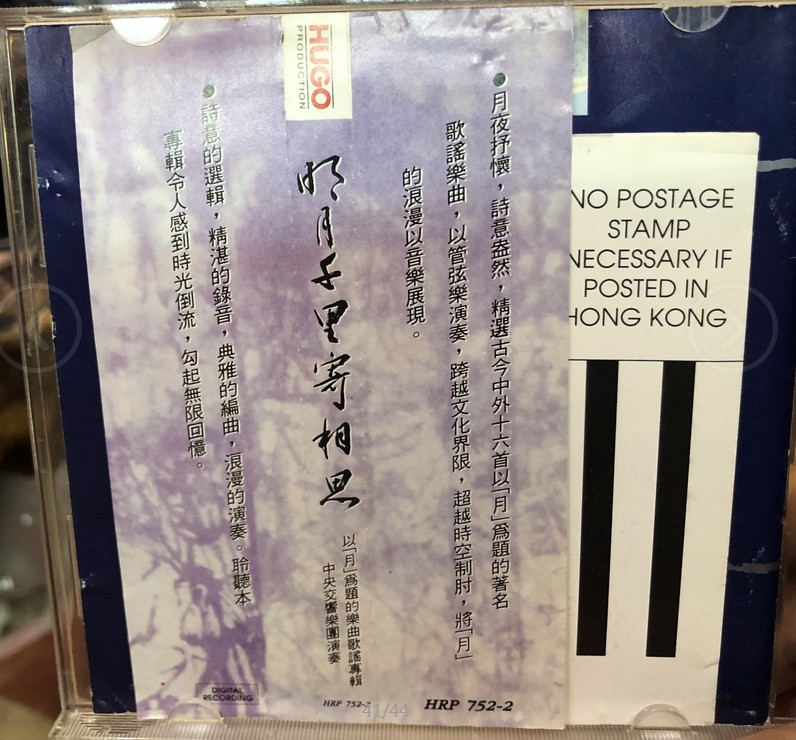 ●月夜抒懷，詩意盎然，精選古今中外十六首以「月」爲題的著名
歌謠樂曲，以管弦樂演奏，跨越文化界限，超越時空制肘，將「月」
的浪漫以音樂展現。
HUGO
PRODUCTION
明月千里寄相思
以「月」爲題的樂曲歌謠專輯
中央交響樂團演奏
●詩意的選輯，精湛的錄音，典雅的編曲，浪漫的演奏。聆聽本
專輯令人感到時光倒流，勾起無限回憶。
DIGITAL
RECORDING
HRP 752-2
HRP 752-2
41/44
NO POSTAGE
STAMP
NECESSARY IF
POSTED IN
HONG KONG